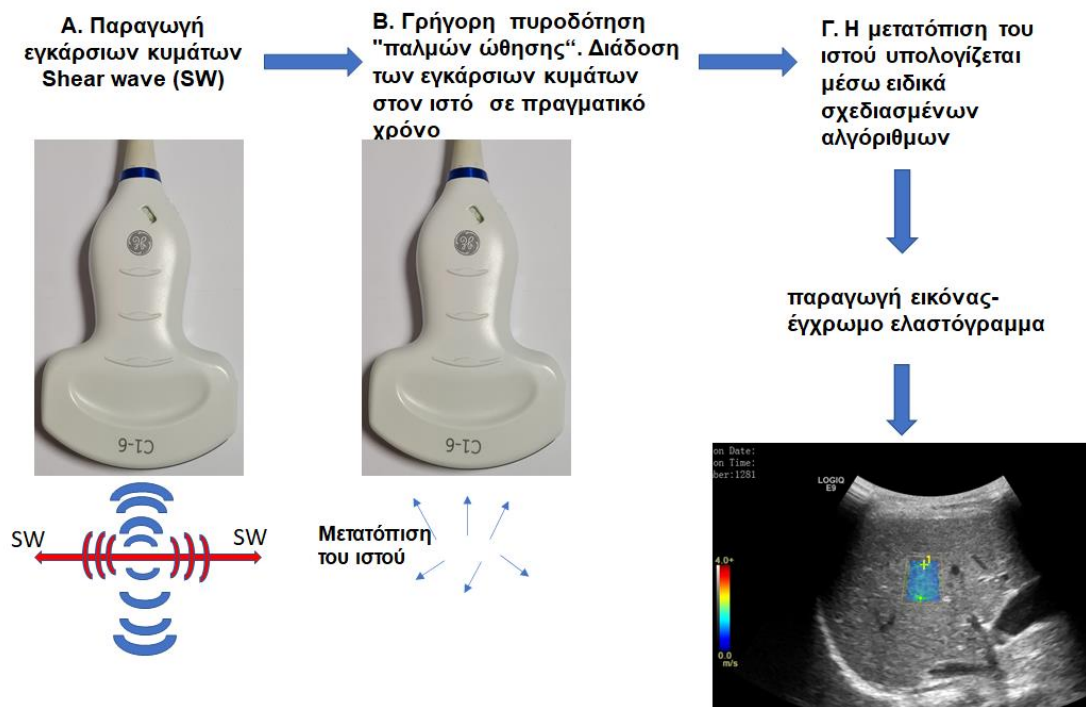 Α. Παραγωγή
εγκάρσιων κυμάτων
Shear wave (SW)
Β. Γρήγορη πυροδότηση
"παλμών ώθησης“. Διάδοση
των εγκάρσιων κυμάτων
στον ιστό σε πραγματικό
χρόνο
Γ. Η μετατόπιση του
ιστού υπολογίζεται
μέσω ειδικά
σχεδιασμένων
αλγόριθμων
παραγωγή εικόνας-
έγχρωμο ελαστόγραμμα
C1-6
C1-6
SW
SW
Μετατόπιση
του ιστού
on Date:
on Time:
ber:1281
LOGIQ
E9
1
4.0+
0.0
m/s